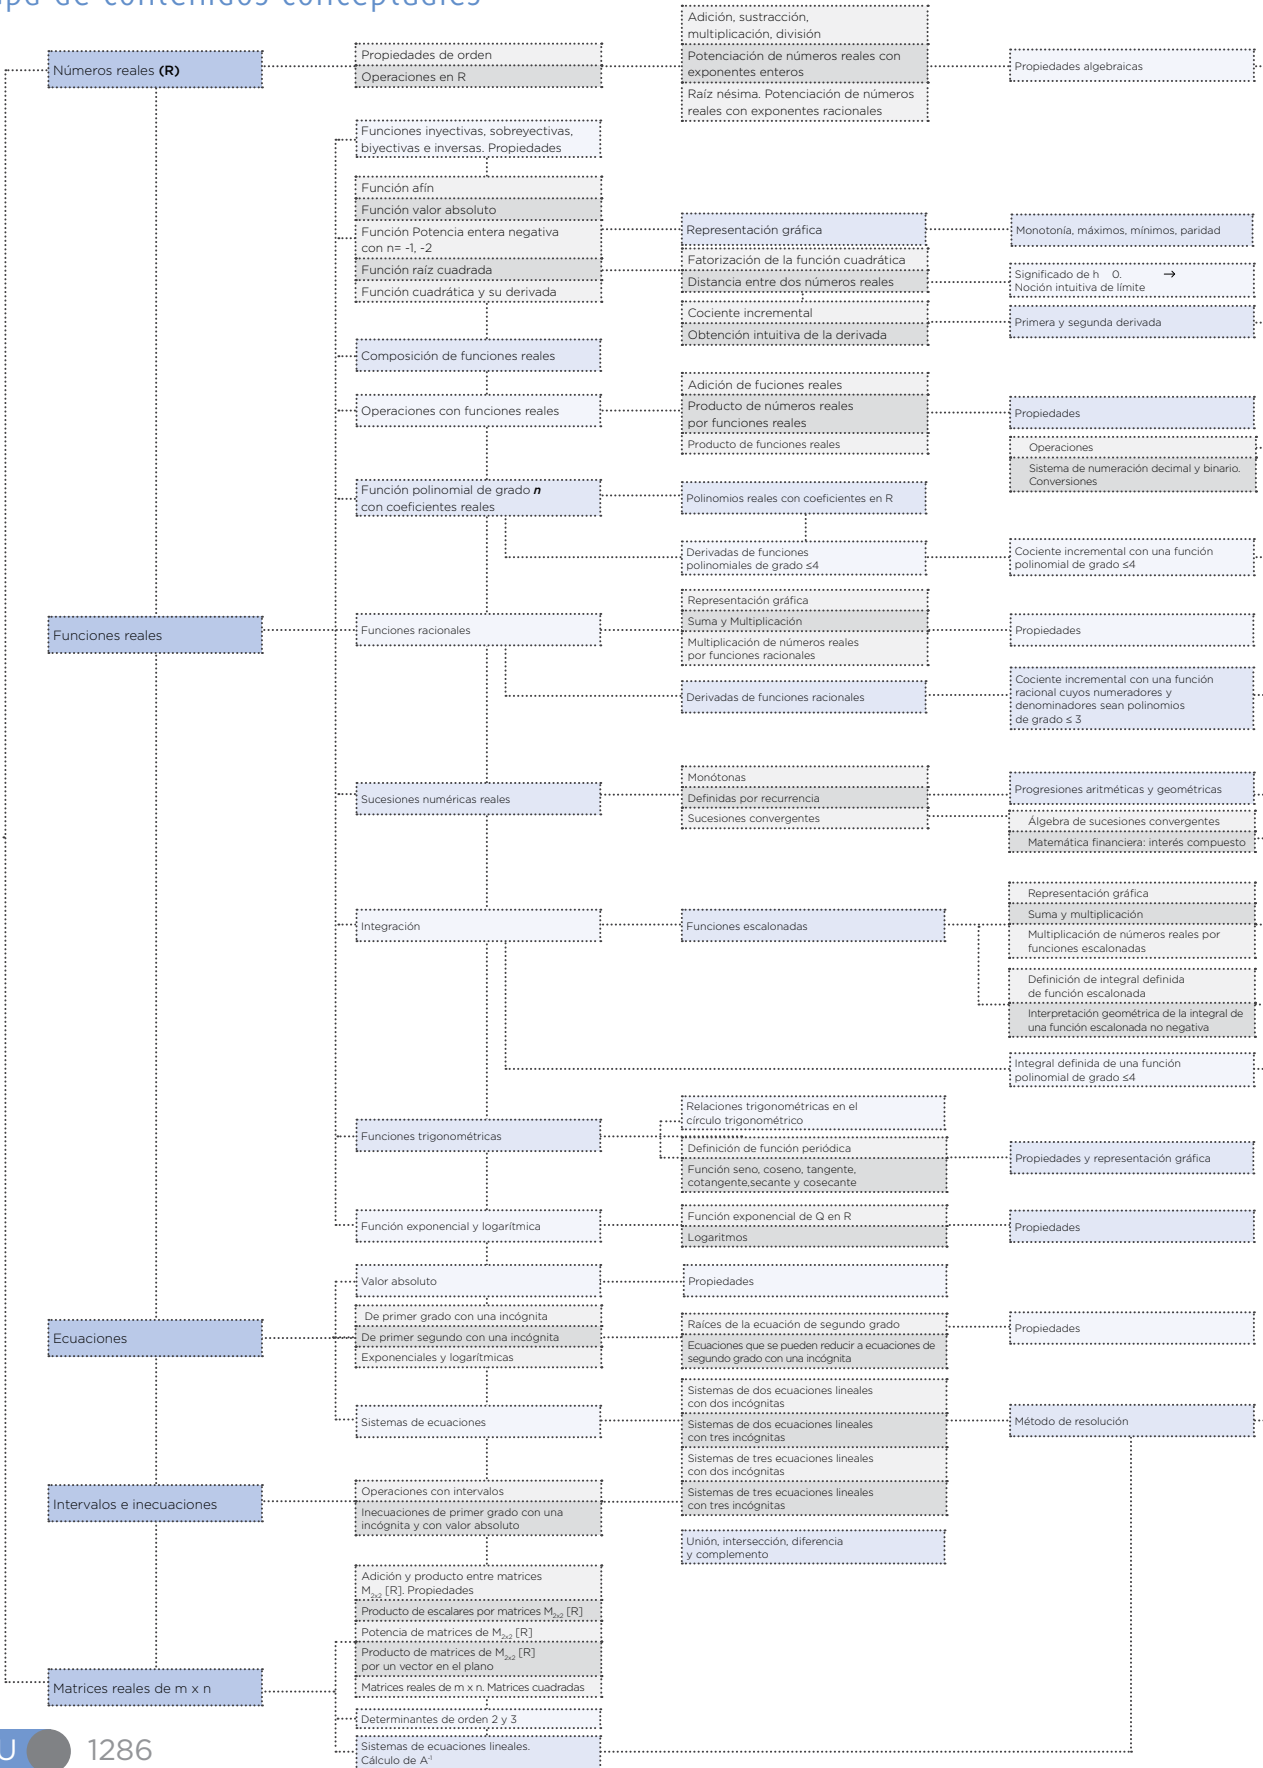 apa de contenidos conceptuales
Números reales (R)
Propiedades de orden
Operaciones en R
Adición, sustracción,
multiplicación, división
Potenciación de números reales con
exponentes enteros
Raíz nésima. Potenciación de números
reales con exponentes racionales
Propiedades algebraicas
Funciones reales
Funciones inyectivas, sobreyectivas,
biyectivas e inversas. Propiedades
Función afín
Función valor absoluto
Función Potencia entera negativa
con n= -1, -2
Función raíz cuadrada
Función cuadrática y su derivada
Representación gráfica
Fatorización de la función cuadrática
Distancia entre dos números reales
Cociente incremental
Obtención intuitiva de la derivada
Monotonía, máximos, mínimos, paridad
Significado de h 0. →
Noción intuitiva de límite
Primera y segunda derivada
Composición de funciones reales
Operaciones con funciones reales
Adición de fuciones reales
Producto de números reales
por funciones reales
Producto de funciones reales
Propiedades
Operaciones
Sistema de numeración decimal y binario.
Conversiones
Función polinomial de grado n
con coeficientes reales
Polinomios reales con coeficientes en R
Derivadas de funciones
polinomiales de grado ≤4
Cociente incremental con una función
polinomial de grado ≤4
Funciones racionales
Representación gráfica
Suma y Multiplicación
Multiplicación de números reales
por funciones racionales
Propiedades
Derivadas de funciones racionales
Cociente incremental con una función
racional cuyos numeradores y
denominadores sean polinomios
de grado ≤ 3
Sucesiones numéricas reales
Monótonas
Definidas por recurrencia
Sucesiones convergentes
Progresiones aritméticas y geométricas
Álgebra de sucesiones convergentes
Matemática financiera: interés compuesto
Integración
Funciones escalonadas
Representación gráfica
Suma y multiplicación
Multiplicación de números reales por
funciones escalonadas
Definición de integral definida
de función escalonada
Interpretación geométrica de la integral de
una función escalonada no negativa
Integral definida de una función
polinomial de grado ≤4
Funciones trigonométricas
Relaciones trigonométricas en el
círculo trigonométrico
Definición de función periódica
Función seno, coseno, tangente,
cotangente,secante y cosecante
Propiedades y representación gráfica
Función exponencial y logarítmica
Función exponencial de Q en R
Logaritmos
Propiedades
Ecuaciones
Valor absoluto
Propiedades
De primer grado con una incógnita
De primer segundo con una incógnita
Exponenciales y logarítmicas
Raíces de la ecuación de segundo grado
Ecuaciones que se pueden reducir a ecuaciones de
segundo grado con una incógnita
Propiedades
Sistemas de ecuaciones
Sistemas de dos ecuaciones lineales
con dos incógnitas
Sistemas de dos ecuaciones lineales
con tres incógnitas
Sistemas de tres ecuaciones lineales
con dos incógnitas
Sistemas de tres ecuaciones lineales
con tres incógnitas
Método de resolución
Intervalos e inecuaciones
Operaciones con intervalos
Inecuaciones de primer grado con una
incógnita y con valor absoluto
Unión, intersección, diferencia
y complemento
Matrices reales de m x n
Adición y producto entre matrices
M2x2 [R]. Propiedades
Producto de escalares por matrices M2x2 [R]
Potencia de matrices de M2x2 [R]
Producto de matrices de M2x2 [R]
por un vector en el plano
Matrices reales de m x n. Matrices cuadradas
Determinantes de orden 2 y 3
Sistemas de ecuaciones lineales.
Cálculo de A-1
U 1286